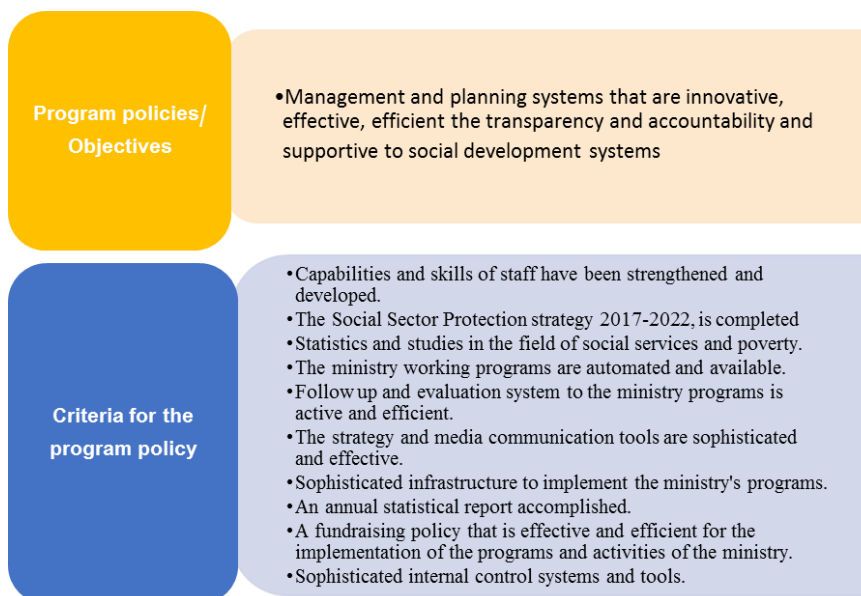 Program policies/
Objectives
•Management and planning systems that are innovative,
effective, efficient the transparency and accountability and
supportive to social development systems
Criteria for the
program policy
•Capabilities and skills of staff have been strengthened and
developed.
•The Social Sector Protection strategy 2017-2022, is completed
•Statistics and studies in the field of social services and poverty.
•The ministry working programs are automated and available.
•Follow up and evaluation system to the ministry programs is
active and efficient.
•The strategy and media communication tools are sophisticated
and effective.
•Sophisticated infrastructure to implement the ministry's programs.
•An annual statistical report accomplished.
•A fundraising policy that is effective and efficient for the
implementation of the programs and activities of the ministry.
•Sophisticated internal control systems and tools.